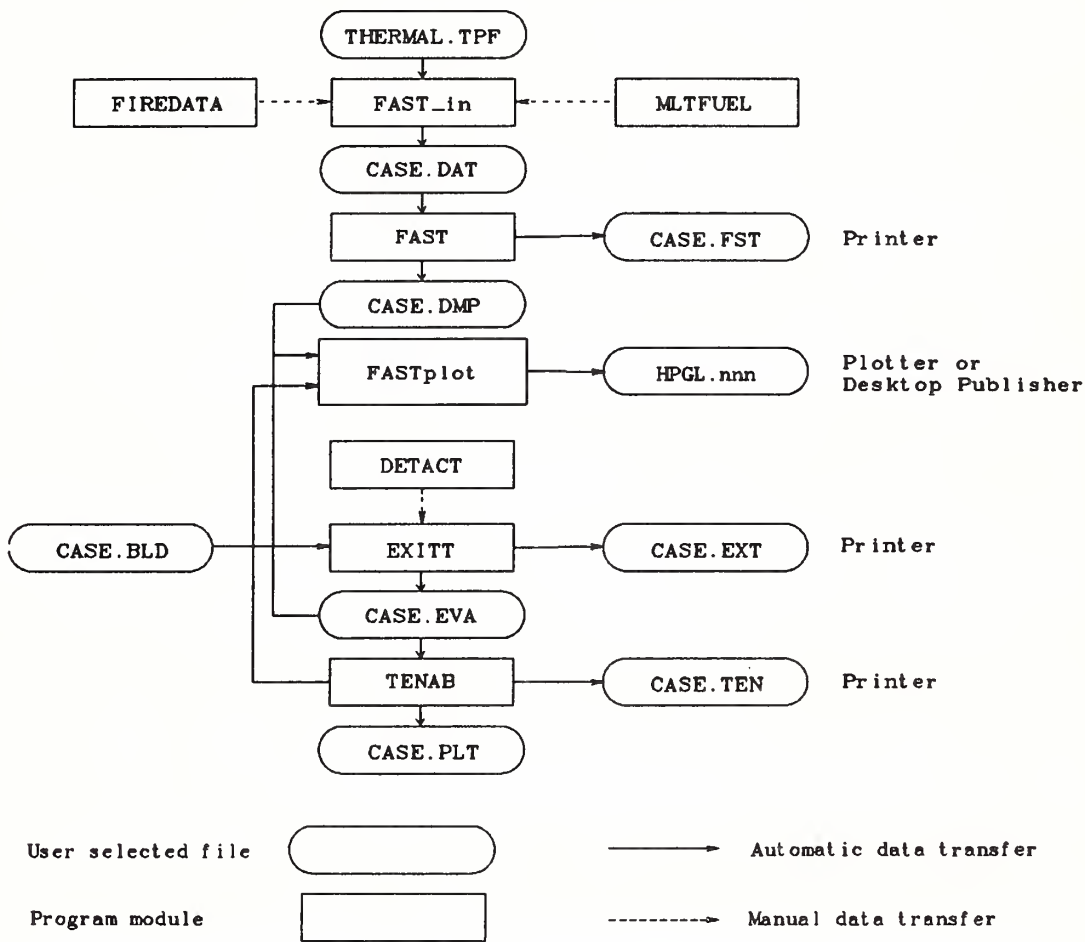 THERMAL.TPF
FIREDATA
FAST_in
MLTFUEL
CASE.DAT
FAST
CASE.FST
Printer
CASE.DMP
FASTplot
HPGL.nnn
Plotter or
Desktop Publisher
DETACT
CASE.BLD
EXITT
CASE.EXT
Printer
CASE.EVA
TENAB
CASE.TEN
Printer
CASE.PLT
User selected file
Automatic data transfer
Program module
Manual data transfer